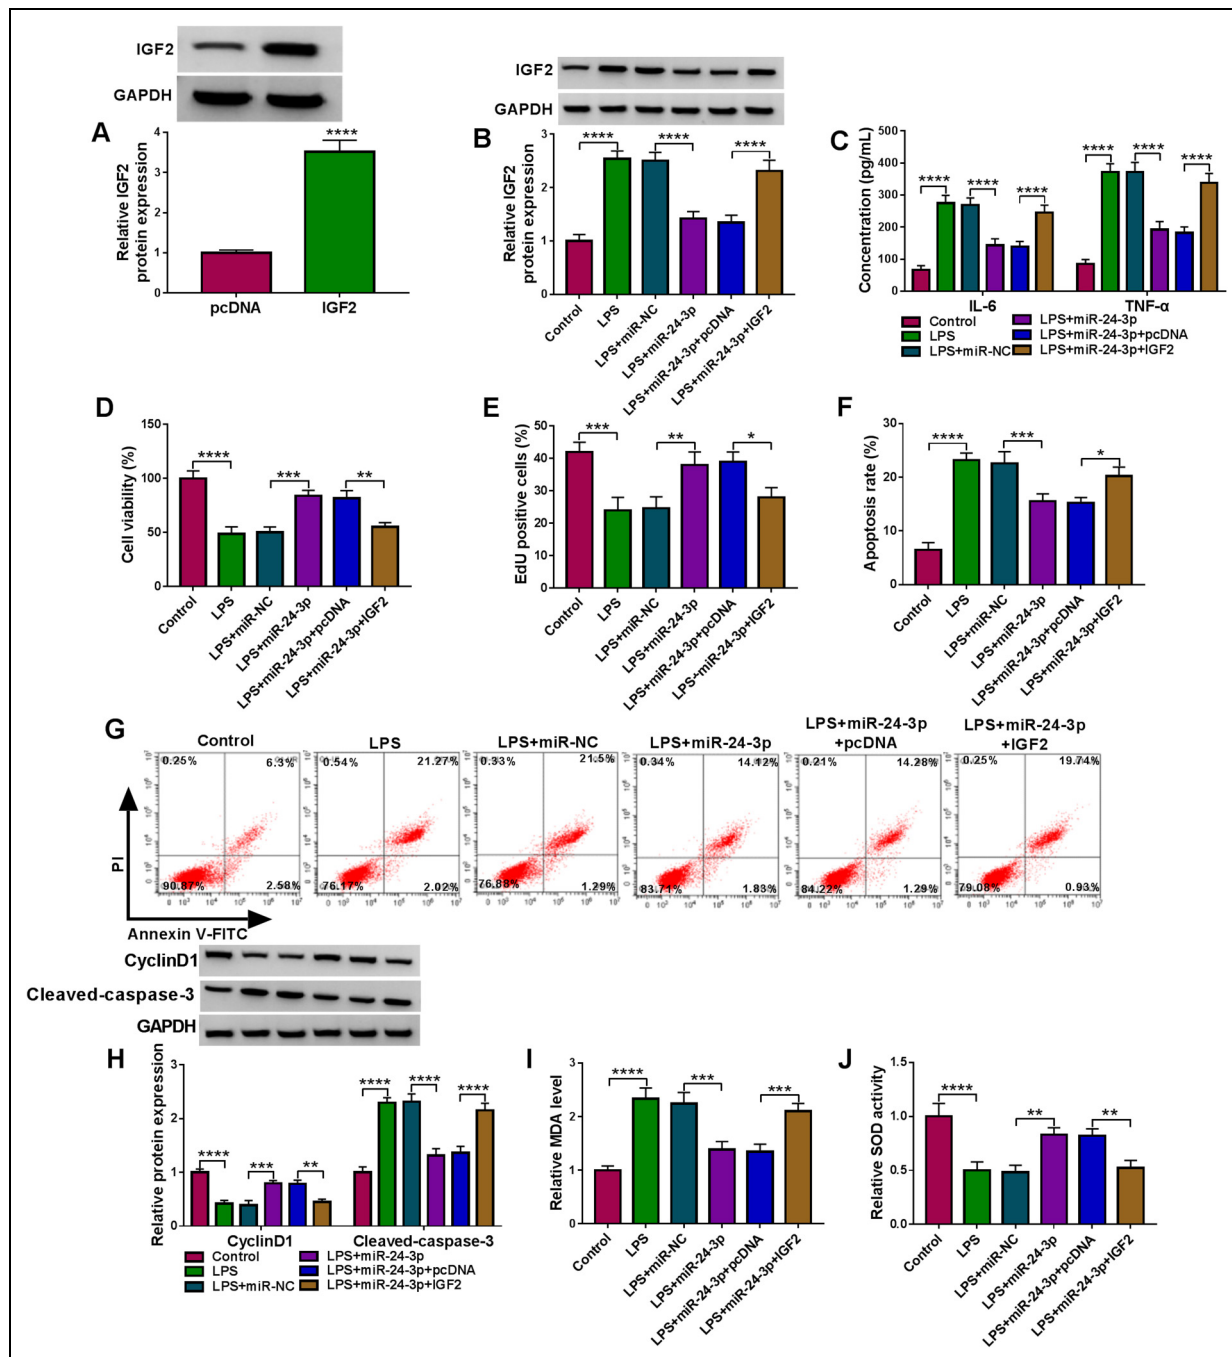 IGF2
GAPDH
A
Relative IGF2
protein expression
4
3
2
1
0
****
pcDNA
IGF2
IGF2
GAPDH
B
Relative IGF2
protein expression
3
2
1
0
**** **** ****
Control
LPS
LPS+miR-NC
LPS+miR-24-3p
LPS+miR-24-3p+pcDNA
LPS+miR-24-3p+IGF2
C
Concentration (pg/mL)
500
400
300
200
100
0
**** **** **** **** **** ****
IL-6
TNF-α
Control
LPS
LPS+miR-NC
LPS+miR-24-3p
LPS+miR-24-3p+pcDNA
LPS+miR-24-3p+IGF2
D
Cell viability (%)
150
100
50
0
**** *** **
Control
LPS
LPS+miR-NC
LPS+miR-24-3p
LPS+miR-24-3p+pcDNA
LPS+miR-24-3p+IGF2
E
EdU positive cells (%)
50
40
30
20
10
0
*** ** *
Control
LPS
LPS+miR-NC
LPS+miR-24-3p
LPS+miR-24-3p+pcDNA
LPS+miR-24-3p+IGF2
F
Apoptosis rate (%)
30
20
10
0
**** *** *
Control
LPS
LPS+miR-NC
LPS+miR-24-3p
LPS+miR-24-3p+pcDNA
LPS+miR-24-3p+IGF2
G
Control
0.25% 6.3%
90.87% 2.58%
LPS
0.54% 21.27%
76.17% 2.02%
LPS+miR-NC
0.33% 21.5%
76.88% 1.29%
LPS+miR-24-3p
0.34% 14.12%
83.71% 1.83%
LPS+miR-24-3p
+pcDNA
0.21% 14.28%
84.22% 1.29%
LPS+miR-24-3p
+IGF2
0.25% 19.74%
79.08% 0.93%
PI
Annexin V-FITC
CyclinD1
Cleaved-caspase-3
GAPDH
H
Relative protein expression
3
2
1
0
**** *** ** **** **** ****
CyclinD1
Cleaved-caspase-3
Control
LPS
LPS+miR-NC
LPS+miR-24-3p
LPS+miR-24-3p+pcDNA
LPS+miR-24-3p+IGF2
I
Relative MDA level
3
2
1
0
**** *** ***
Control
LPS
LPS+miR-NC
LPS+miR-24-3p
LPS+miR-24-3p+pcDNA
LPS+miR-24-3p+IGF2
J
Relative SOD activity
1.5
1.0
0.5
0.0
**** ** **
Control
LPS
LPS+miR-NC
LPS+miR-24-3p
LPS+miR-24-3p+pcDNA
LPS+miR-24-3p+IGF2